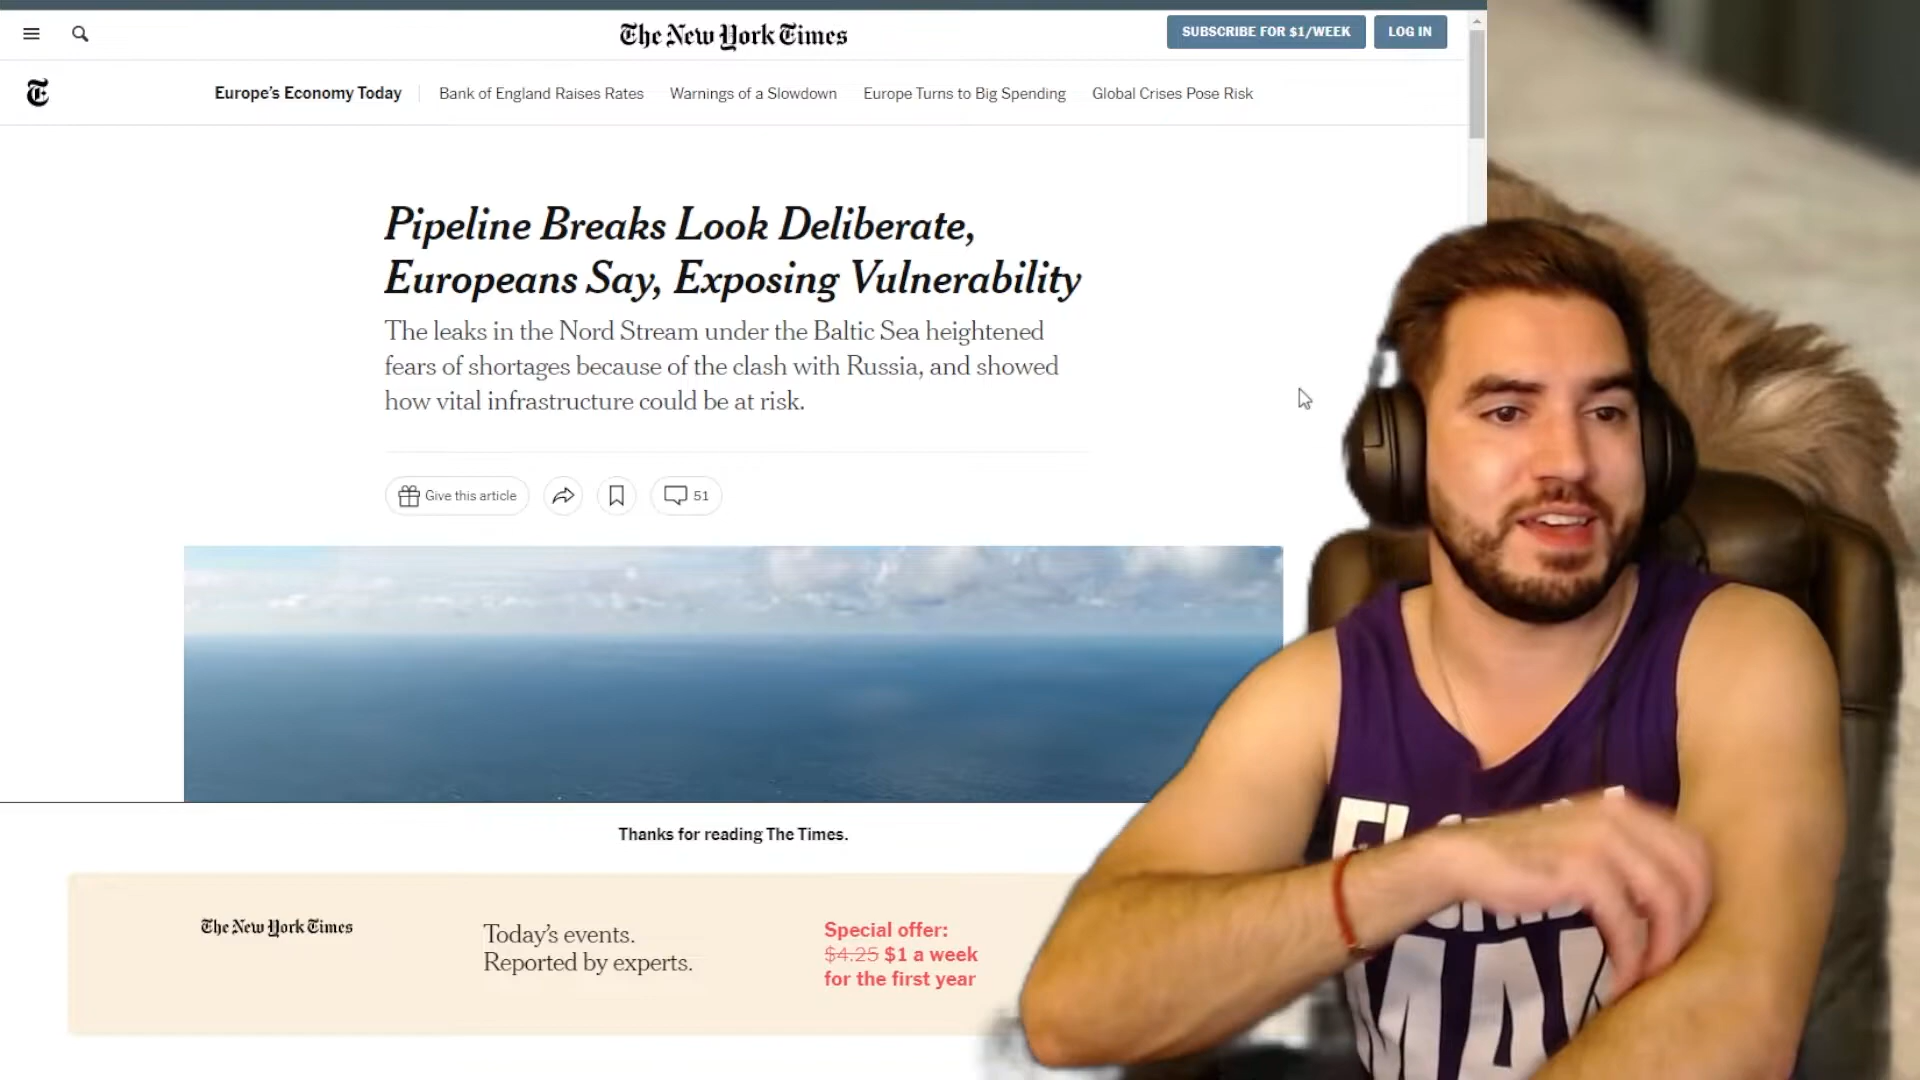 The New York Times
SUBSCRIBE FOR $1/WEEK
LOG IN
T
Europe's Economy Today
Bank of England Raises Rates
Warnings of a Slowdown
Europe Turns to Big Spending
Global Crises Pose Risk
Pipeline Breaks Look Deliberate,
Europeans Say, Exposing Vulnerability
The leaks in the Nord Stream under the Baltic Sea heightened
fears of shortages because of the clash with Russia, and showed
how vital infrastructure could be at risk.
Give this article
51
Thanks for reading The Times.
The New York Times
Today's events.
Reported by experts.
Special offer:
$4.25 $1 a week
for the first year
MAN